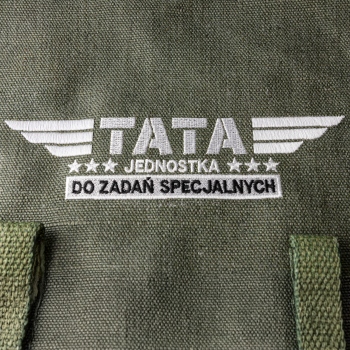 TATA
JEDNOSTKA
DO ZADAŃ SPECJALNYCH